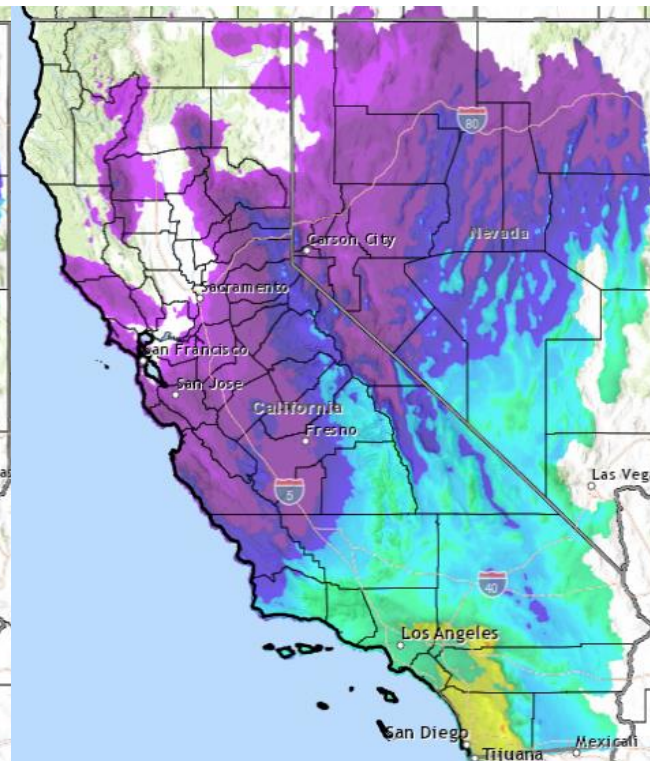 80
Nevada
Carson City
Sacramento
San Francisco
San Jose
California
Fresno
5
Las Vega
40
Los Angeles
San Diego
Mexicali
Tijuana